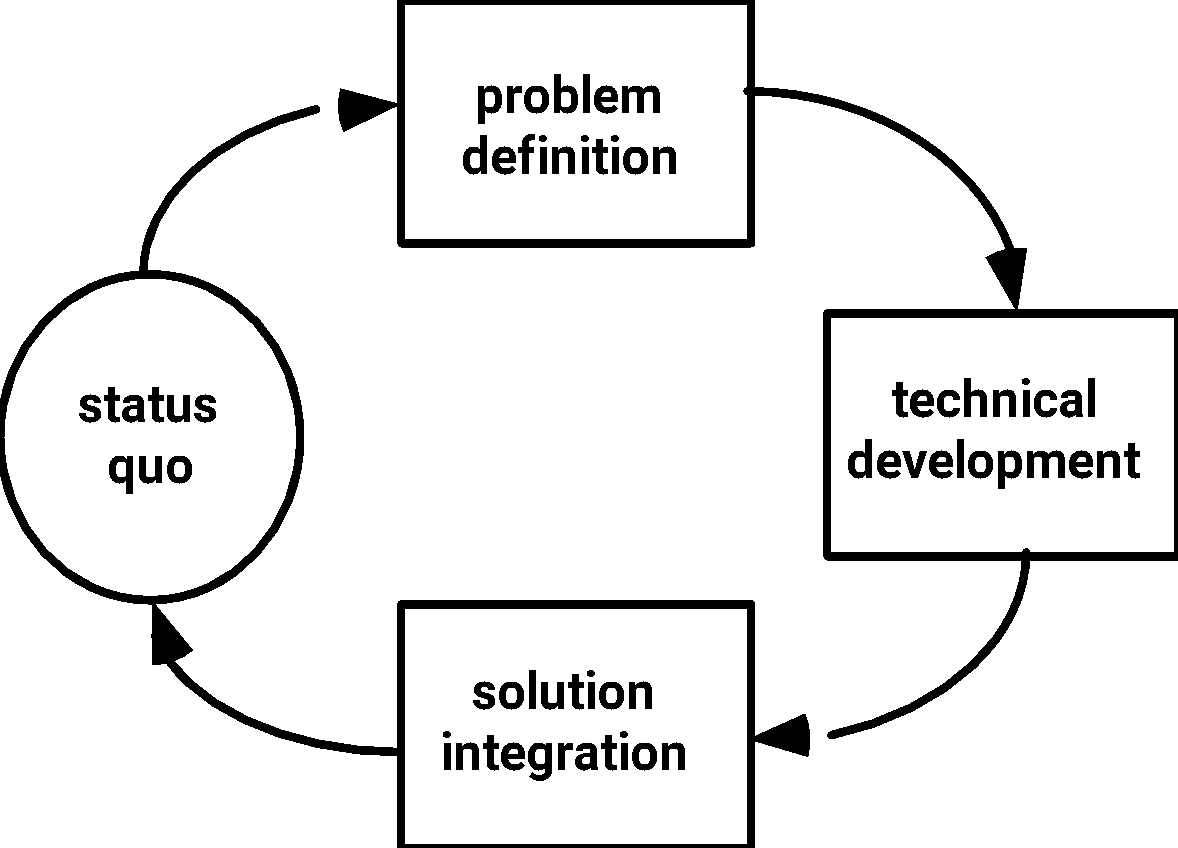 problem
definition
technical
development
status
quo
solution
integration